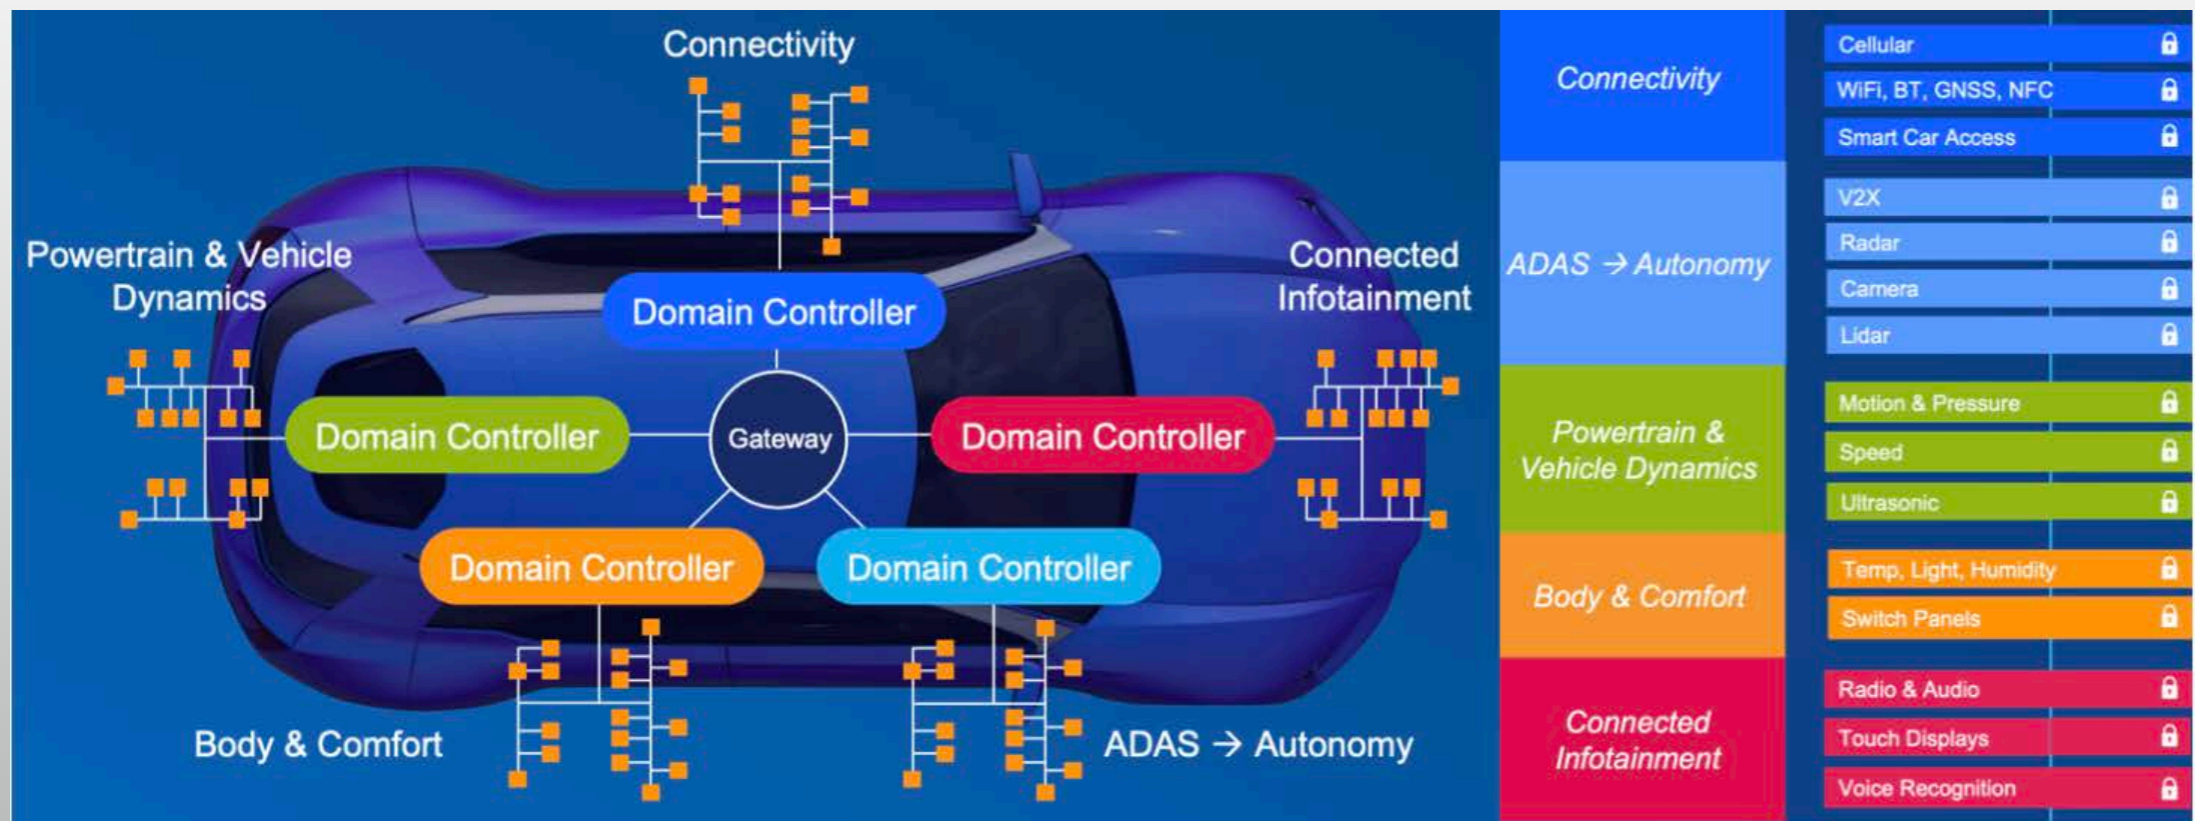 Connectivity
Powertrain & Vehicle
Dynamics
Connected
Infotainment
Domain Controller
Domain Controller
Gateway
Domain Controller
Domain Controller
Domain Controller
Body & Comfort
ADAS → Autonomy
Connectivity
Cellular
WiFi, BT, GNSS, NFC
Smart Car Access
ADAS → Autonomy
V2X
Radar
Camera
Lidar
Powertrain &
Vehicle Dynamics
Motion & Pressure
Speed
Ultrasonic
Body & Comfort
Temp, Light, Humidity
Switch Panels
Connected
Infotainment
Radio & Audio
Touch Displays
Voice Recognition